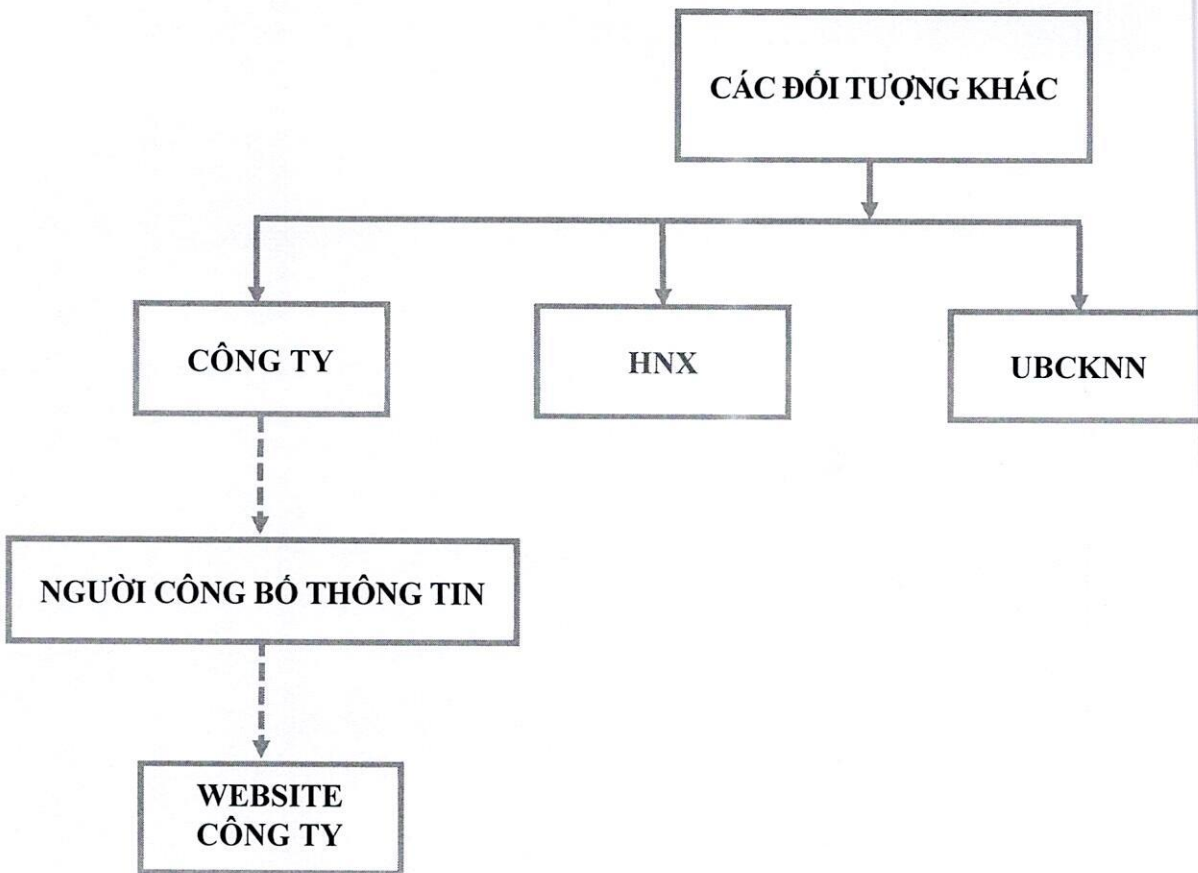 CÁC ĐỐI TƯỢNG KHÁC
CÔNG TY
HNX
UBCKNN
NGƯỜI CÔNG BỐ THÔNG TIN
WEBSITE
CÔNG TY